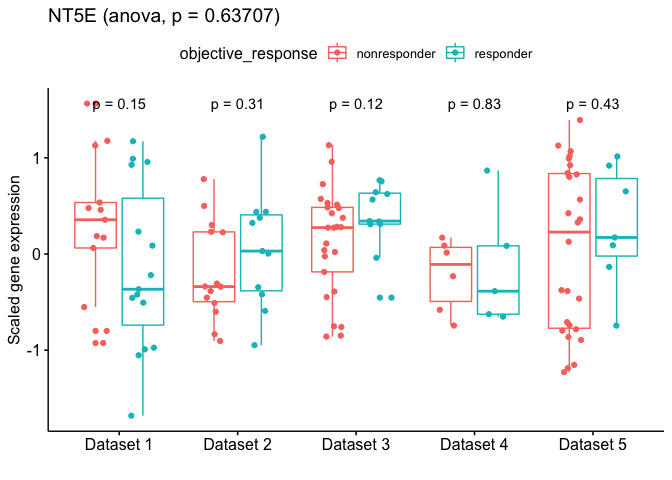 NT5E (anova, p = 0.63707)
objective_response nonresponder responder
p = 0.15 p = 0.31 p = 0.12 p = 0.83 p = 0.43
1
0
-1
Scaled gene expression
Dataset 1 Dataset 2 Dataset 3 Dataset 4 Dataset 5